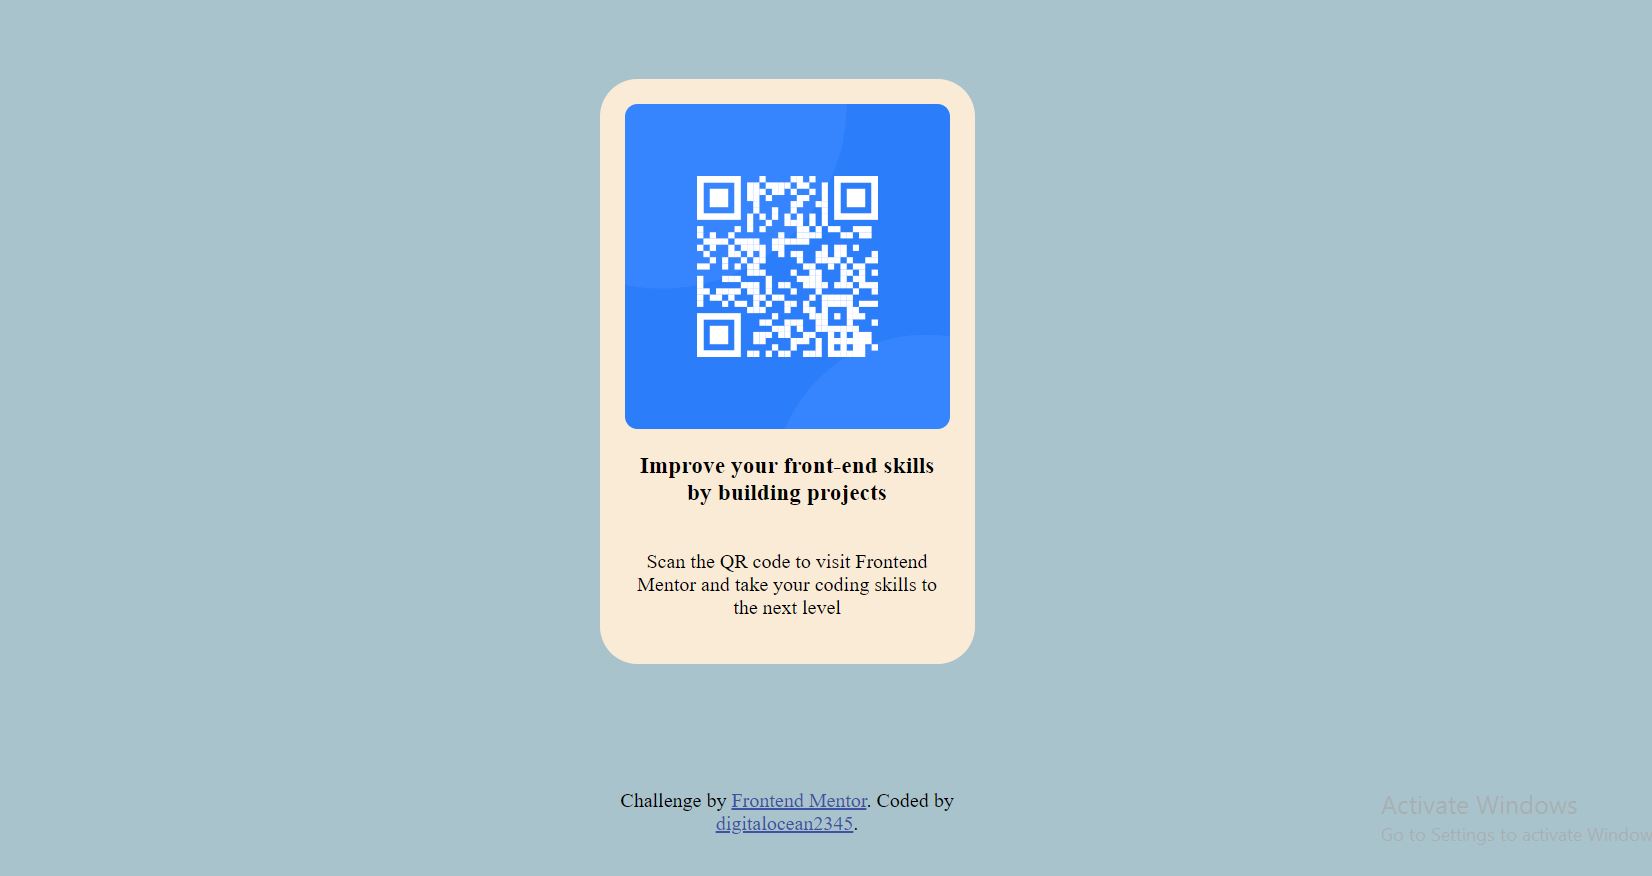 Improve your front-end skills
by building projects
Scan the QR code to visit Frontend
Mentor and take your coding skills to
the next level
Challenge by Frontend Mentor. Coded by
digitalocean2345.
Activate Windows
Go to Settings to activate Window